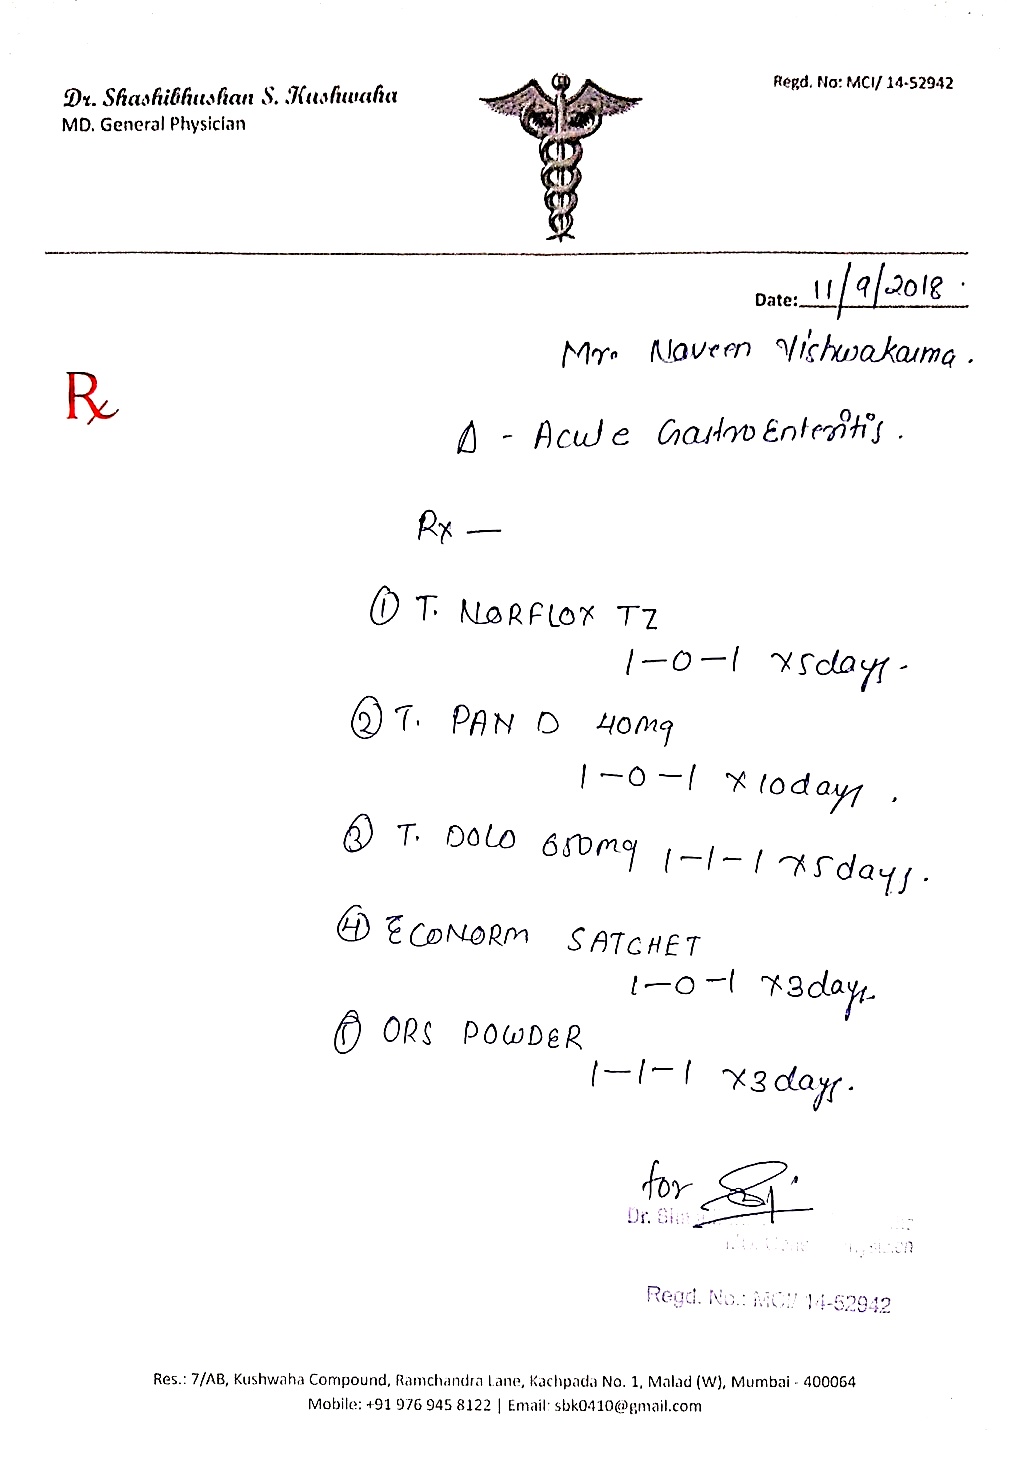 Dr. Shashibhushan S. Kushwaha
MD. General Physician
Regd. No: MCI/ 14-52942
Date: 11/9/2018
Mr. Naveen Vishwakarma.
Rx
Δ - Acute GastroEnteritis.
Rx —
① T. NORFLOX TZ
1-0-1 x5days.
② T. PAN D 40mg
1-0-1 x10days.
③ T. DOLO 650mg 1-1-1 x5days.
④ ECONORM SATCHET
1-0-1 x3days.
⑤ ORS POWDER
1-1-1 x3days.
for
Dr.
Regd. No.: MCI/ 14-52942
Res.: 7/AB, Kushwaha Compound, Ramchandra Lane, Kachpada No. 1, Malad (W), Mumbai - 400064
Mobile: +91 976 945 8122 | Email: sbk0410@gmail.com